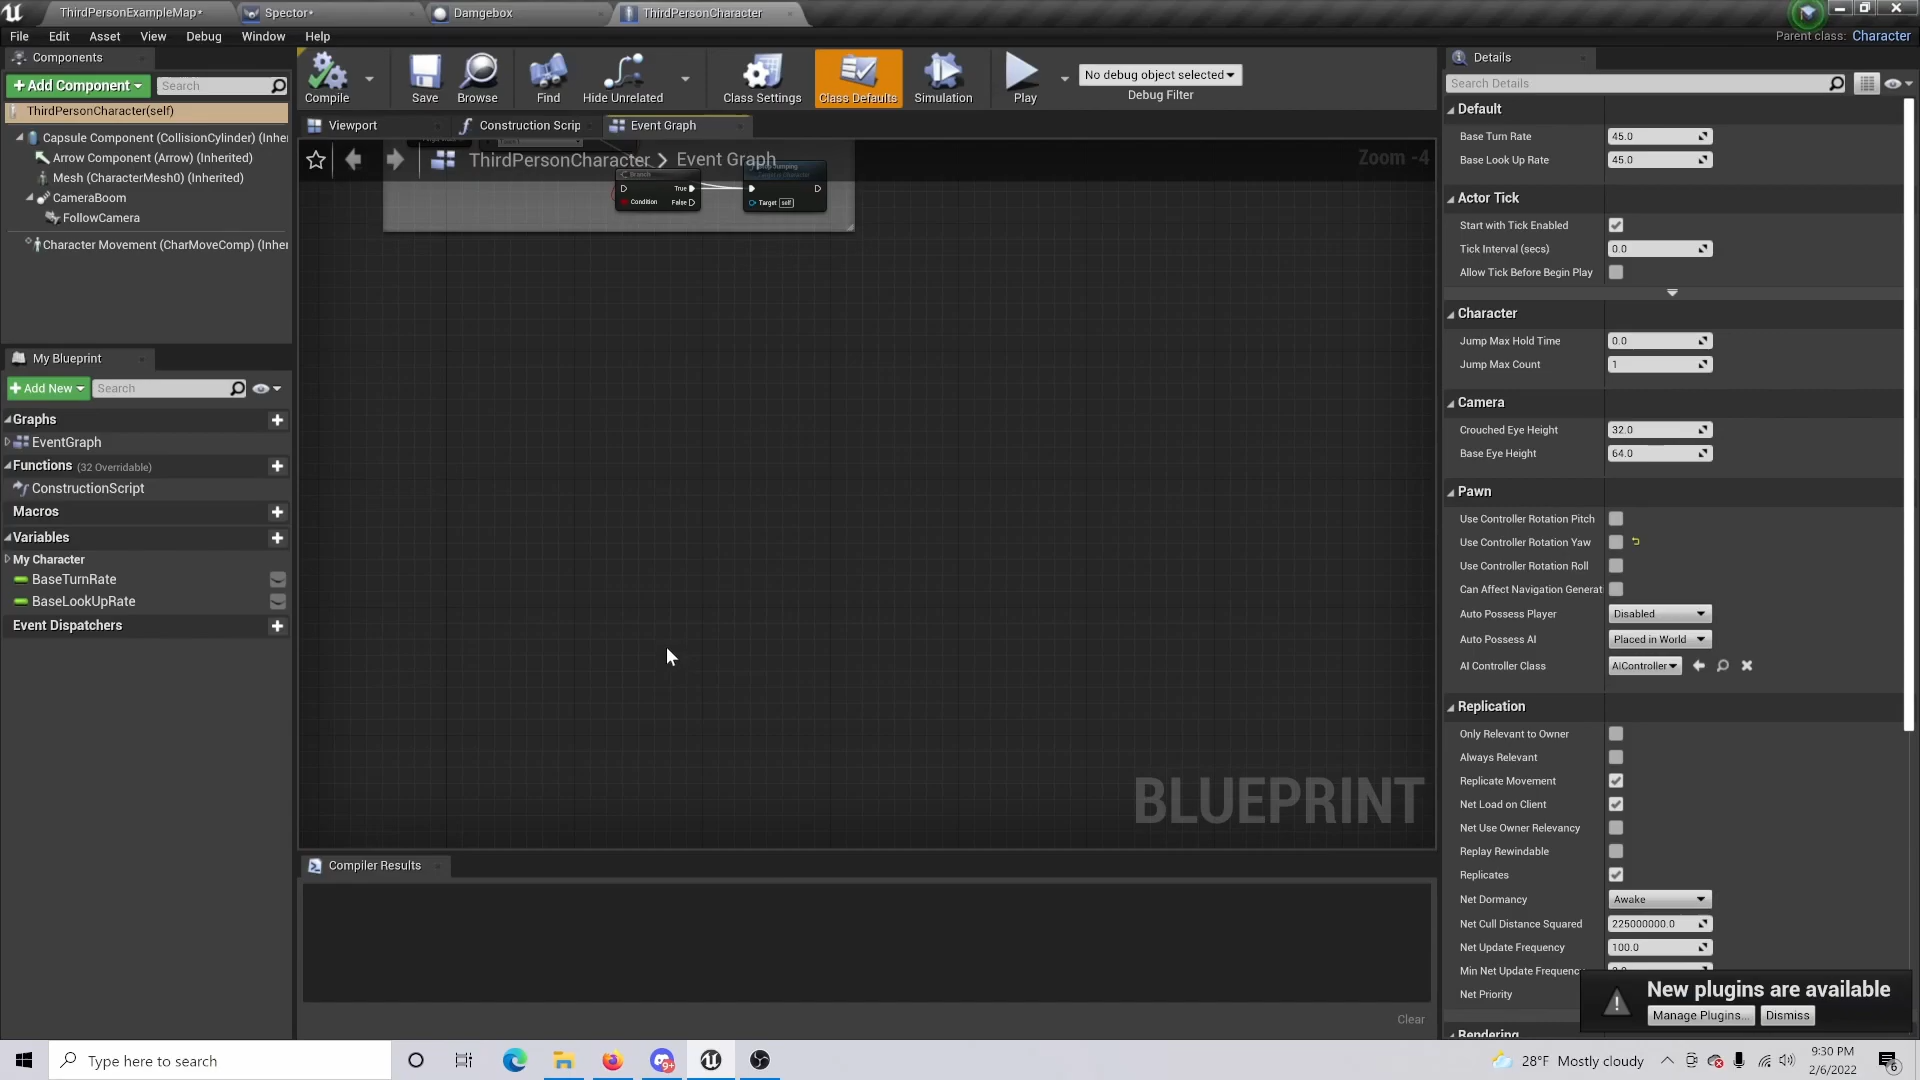 ThirdPersonExampleMap*
Spector*
Damgebox
ThirdPersonCharacter
File Edit Asset View Debug Window Help
Parent class: Character
Components
+ Add Component
Search
ThirdPersonCharacter(self)
Capsule Component (CollisionCylinder) (Inhe
Arrow Component (Arrow) (Inherited)
Mesh (CharacterMesh0) (Inherited)
CameraBoom
FollowCamera
Character Movement (CharMoveComp) (Inhe
My Blueprint
+ Add New
Search
Graphs
EventGraph
Functions (32 Overridable)
ConstructionScript
Macros
Variables
My Character
BaseTurnRate
BaseLookUpRate
Event Dispatchers
Compile
Save
Browse
Find
Hide Unrelated
Class Settings
Class Defaults
Simulation
Play
No debug object selected
Debug Filter
Viewport
Construction Scrip
Event Graph
ThirdPersonCharacter > Event Graph
Zoom -4
Branch
True
Condition
False
Target self
BLUEPRINT
Compiler Results
Clear
Details
Search Details
Default
Base Turn Rate 45.0
Base Look Up Rate 45.0
Actor Tick
Start with Tick Enabled
Tick Interval (secs) 0.0
Allow Tick Before Begin Play
Character
Jump Max Hold Time 0.0
Jump Max Count 1
Camera
Crouched Eye Height 32.0
Base Eye Height 64.0
Pawn
Use Controller Rotation Pitch
Use Controller Rotation Yaw
Use Controller Rotation Roll
Can Affect Navigation Generat
Auto Possess Player Disabled
Auto Possess AI Placed in World
AI Controller Class AIController
Replication
Only Relevant to Owner
Always Relevant
Replicate Movement
Net Load on Client
Net Use Owner Relevancy
Replay Rewindable
Replicates
Net Dormancy Awake
Net Cull Distance Squared 225000000.0
Net Update Frequency 100.0
Min Net Update Frequenc
Net Priority
Rendering
New plugins are available
Manage Plugins...
Dismiss
Type here to search
9+
28°F Mostly cloudy
9:30 PM
2/6/2022
6